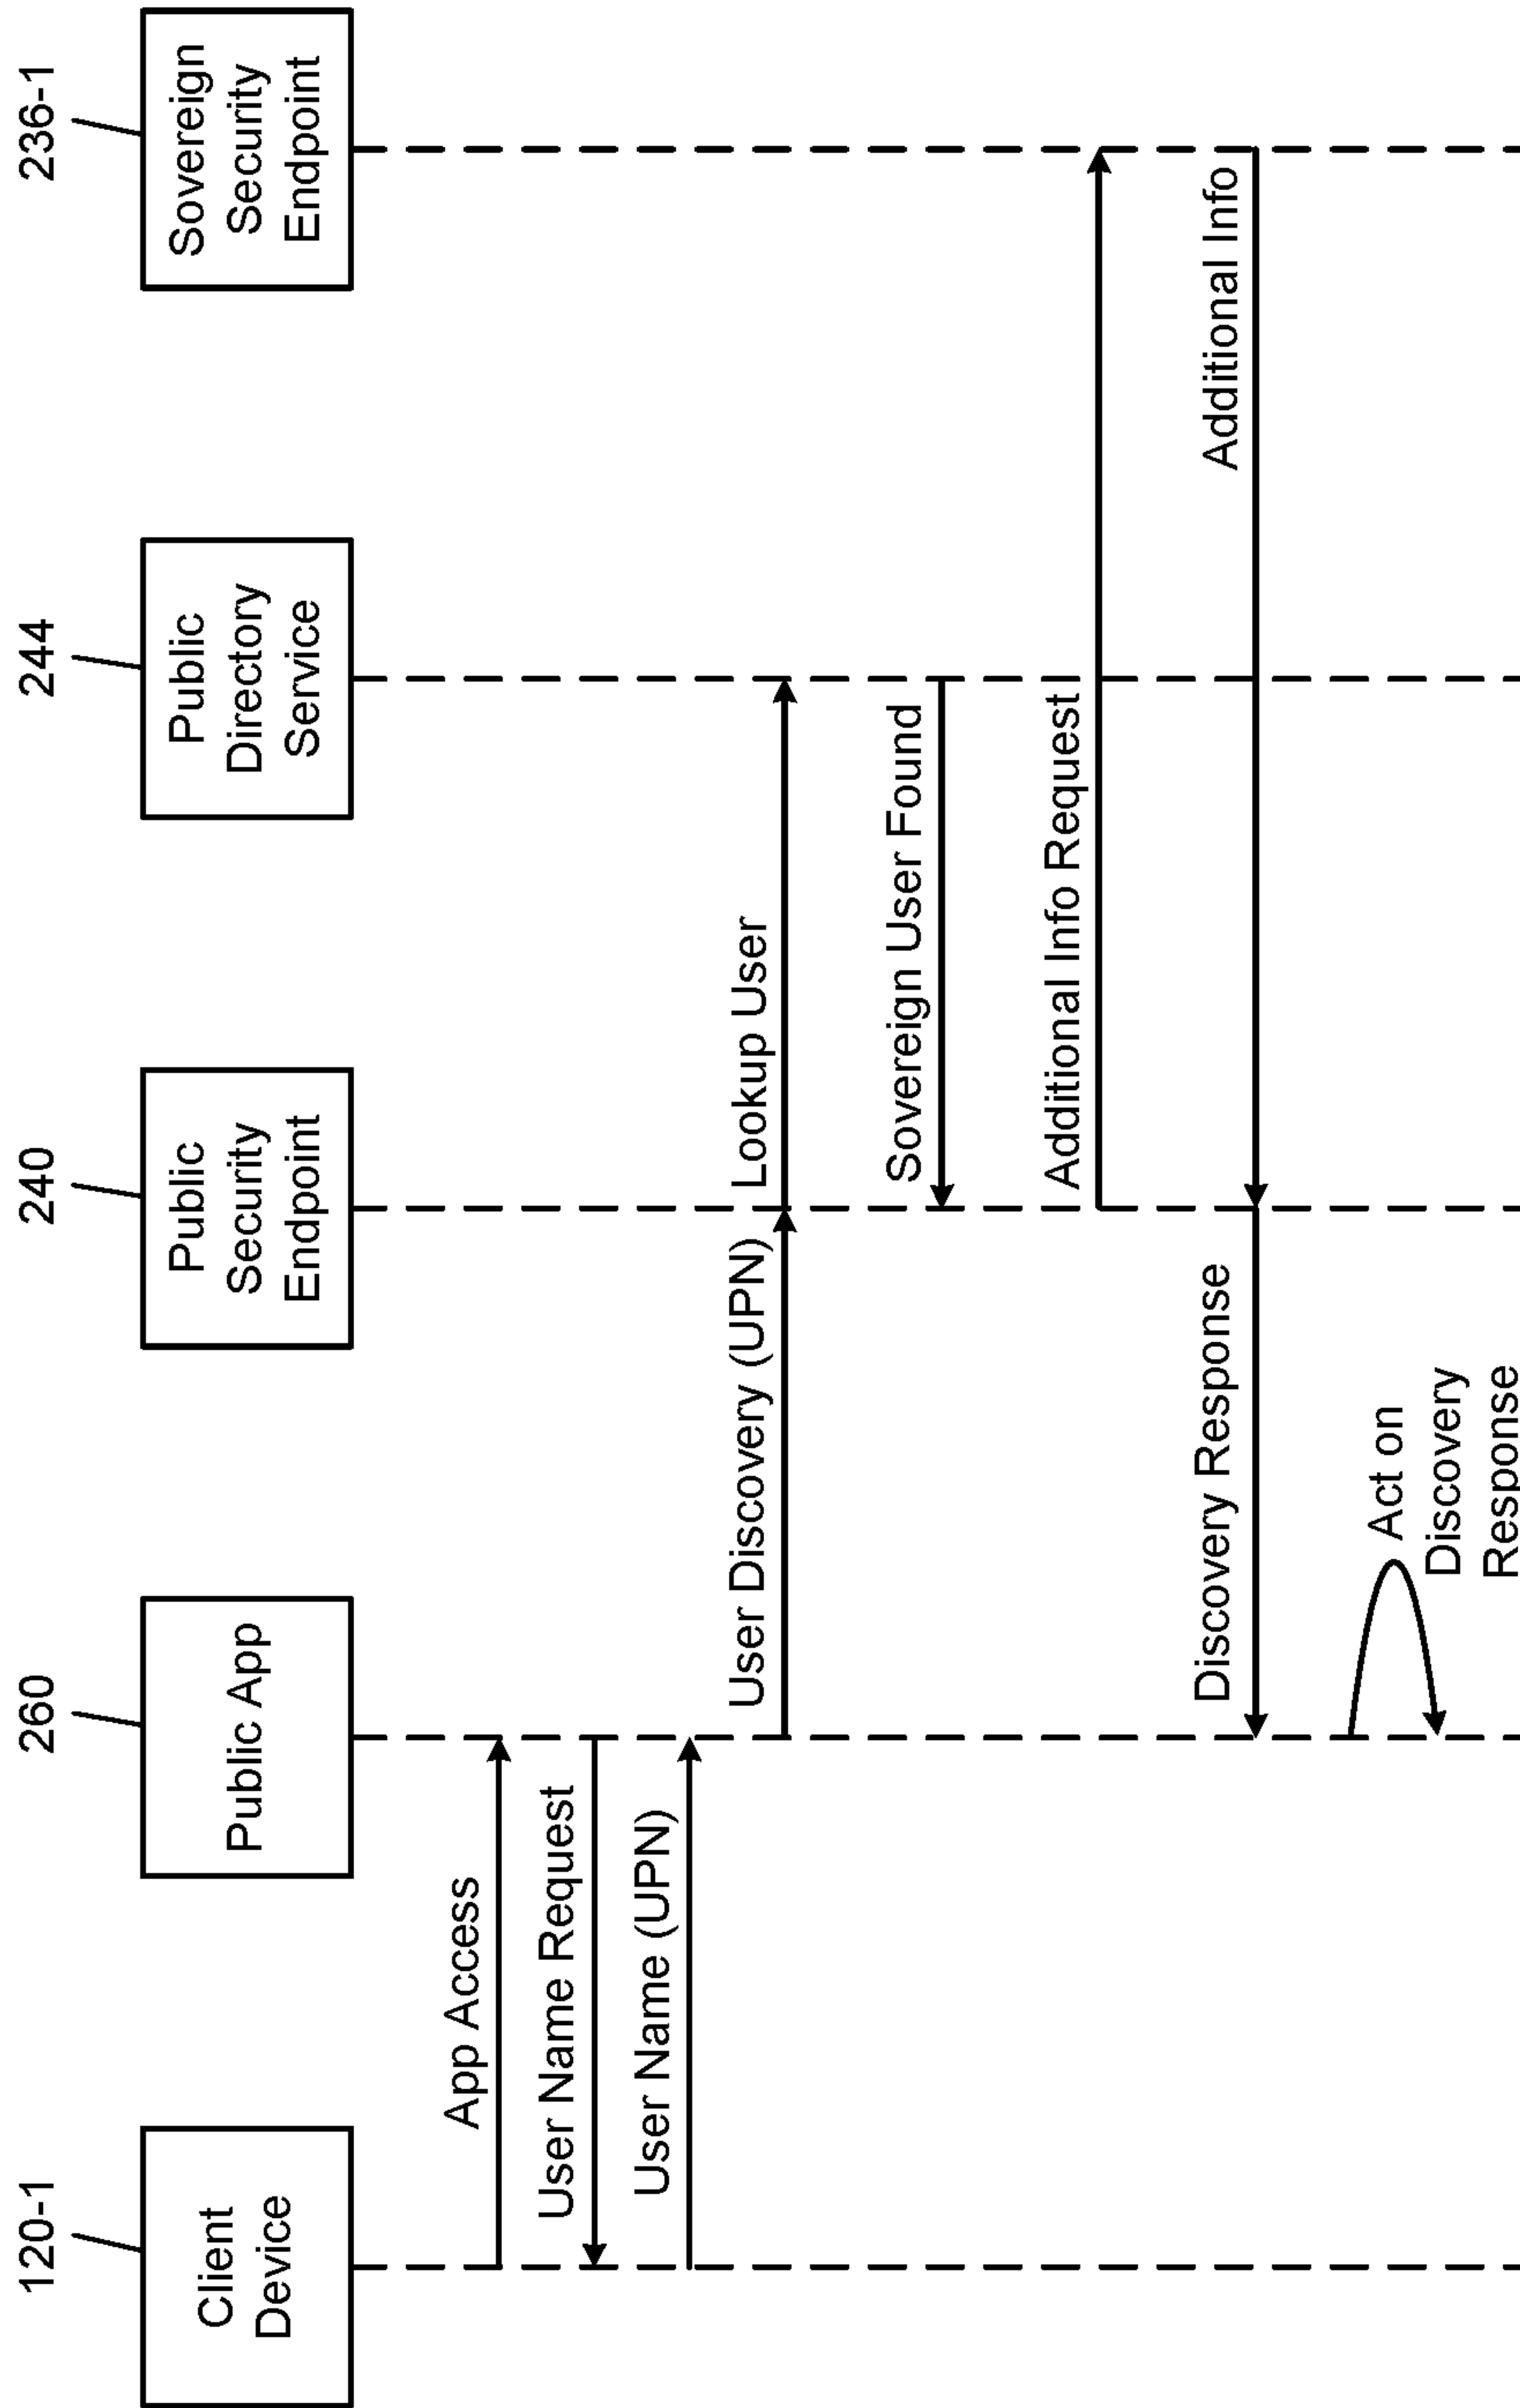 120-1
260
240
244
236-1
Client
Device
Public App
Public
Security
Endpoint
Public
Directory
Service
Sovereign
Security
Endpoint
App Access
User Name Request
User Name (UPN)
User Discovery (UPN)
Lookup User
Sovereign User Found
Additional Info Request
Discovery Response
Additional Info
Act on
Discovery
Response